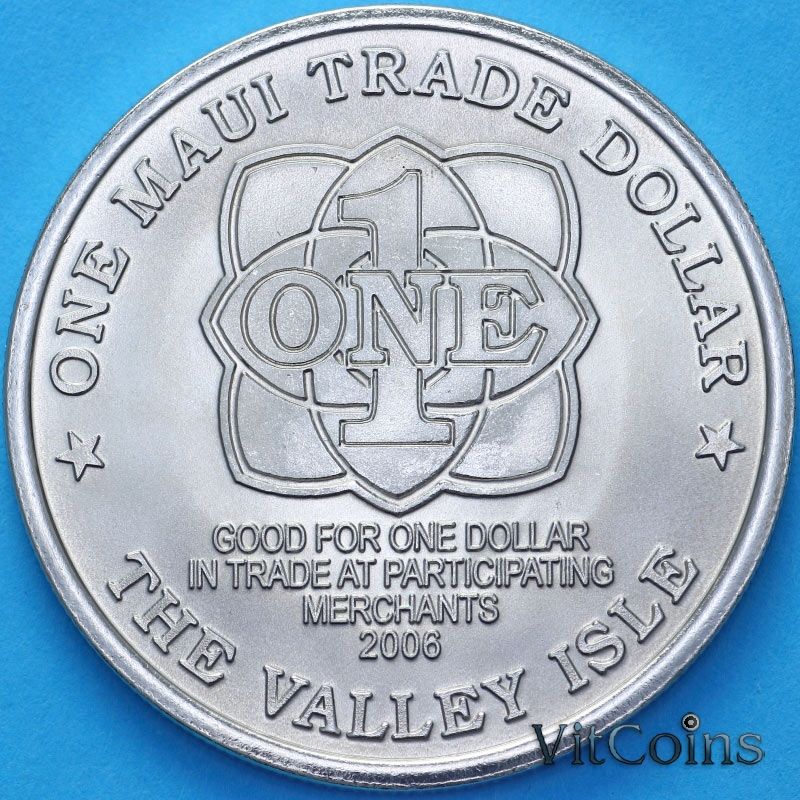 ONE MAUI TRADE DOLLAR
1
ONE
1
GOOD FOR ONE DOLLAR
IN TRADE AT PARTICIPATING
MERCHANTS
2006
THE VALLEY ISLE
VitCoins